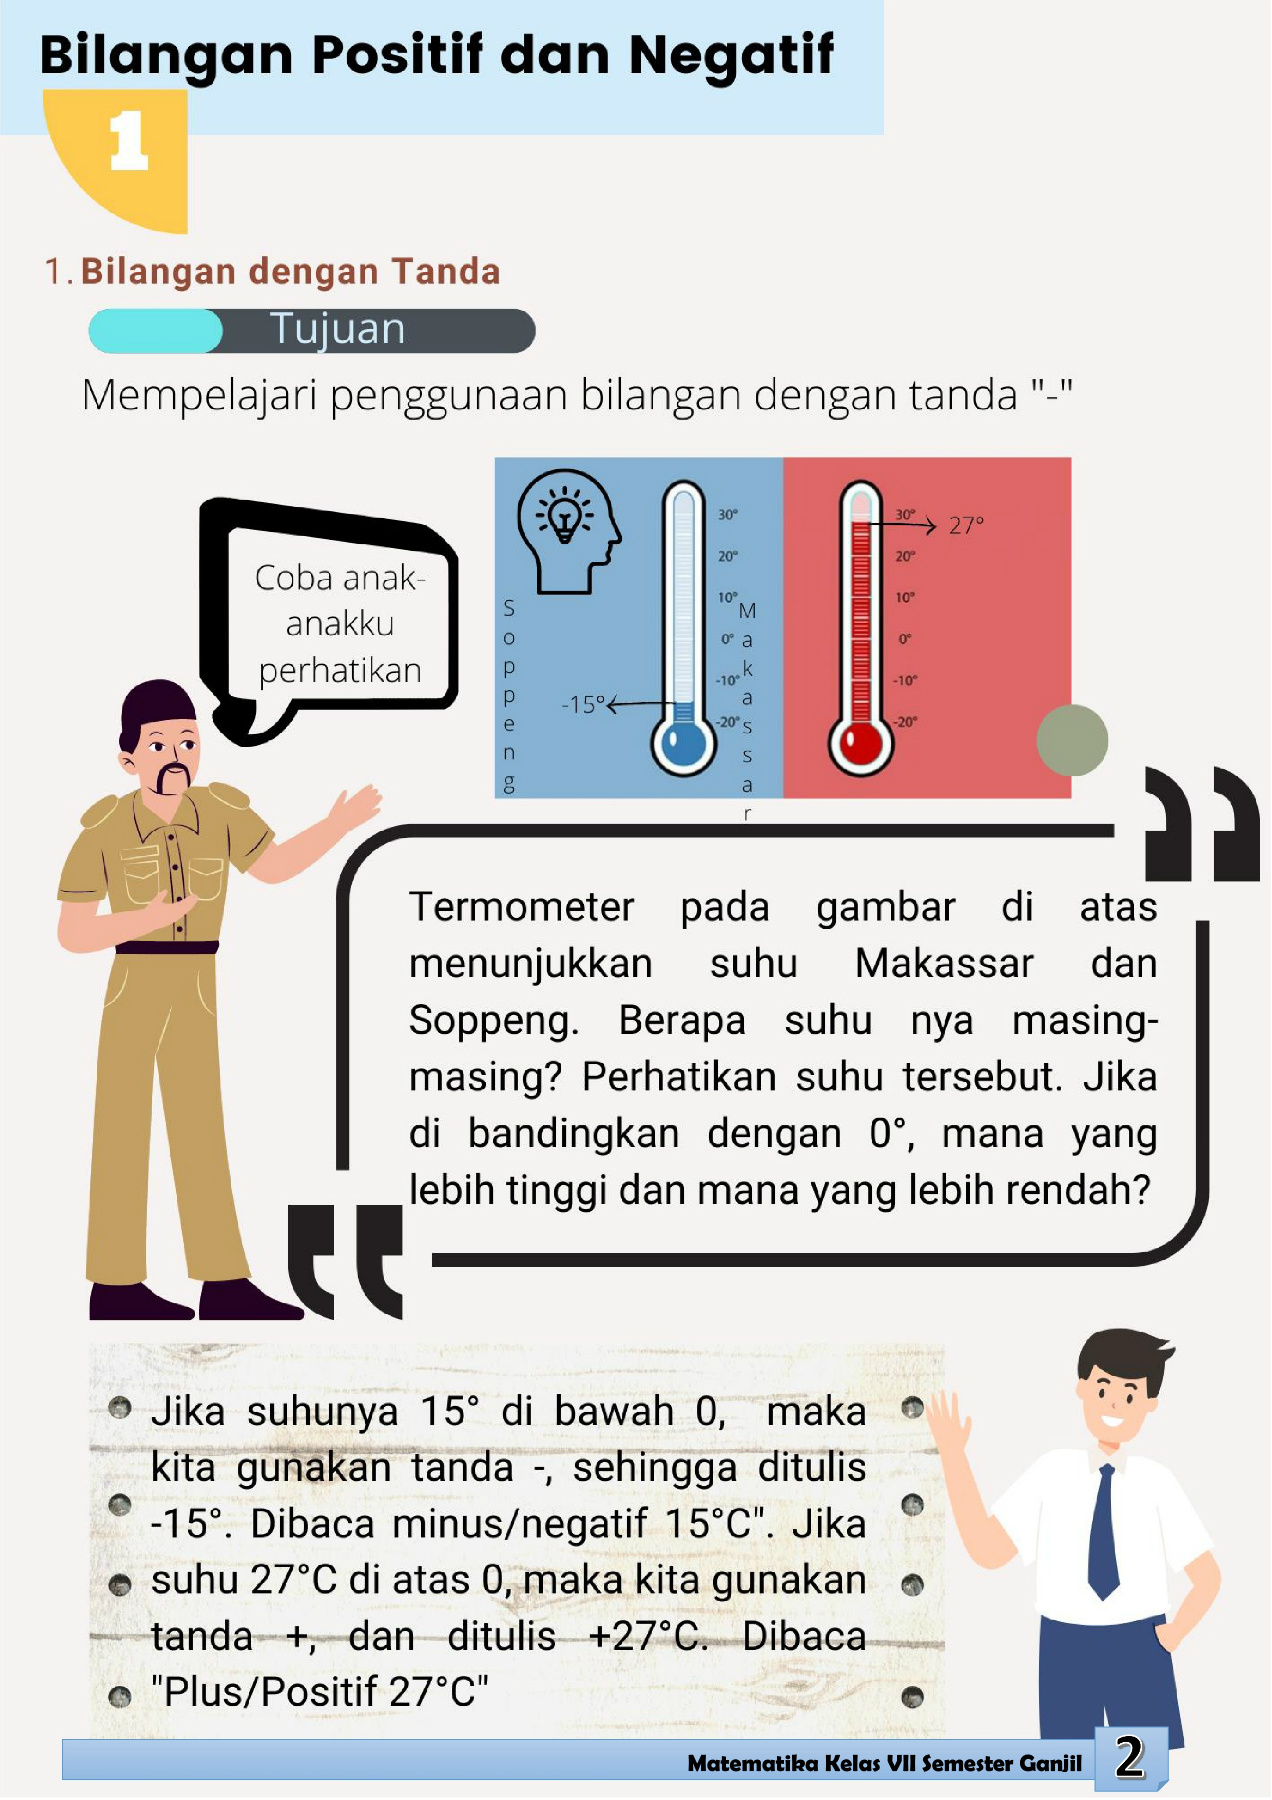 Bilangan Positif dan Negatif
1
1. Bilangan dengan Tanda
Tujuan
Mempelajari penggunaan bilangan dengan tanda "-"
Coba anak-
anakku
perhatikan
Soppeng
30°
20°
10°
0°
-10°
-20°
-15°
Makassar
30°
20°
10°
0°
-10°
-20°
27°
Termometer pada gambar di atas
menunjukkan suhu Makassar dan
Soppeng. Berapa suhu nya masing-
masing? Perhatikan suhu tersebut. Jika
di bandingkan dengan 0°, mana yang
lebih tinggi dan mana yang lebih rendah?
Jika suhunya 15° di bawah 0, maka
kita gunakan tanda -, sehingga ditulis
-15°. Dibaca minus/negatif 15°C". Jika
suhu 27°C di atas 0, maka kita gunakan
tanda +, dan ditulis +27°C. Dibaca
"Plus/Positif 27°C"
Matematika Kelas VII Semester Ganjil
2